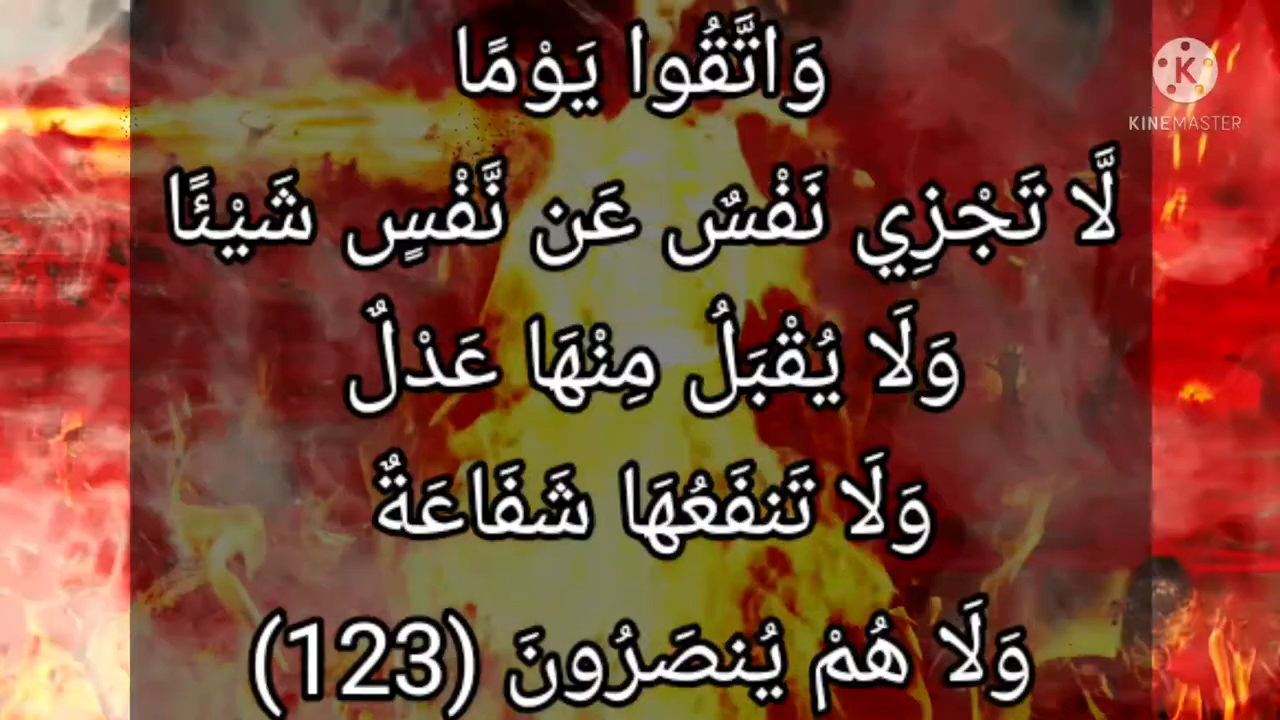 وَاتَّقُوا يَوْمًا
لَّا تَجْزِي نَفْسٌ عَن نَّفْسٍ شَيْئًا
وَلَا يُقْبَلُ مِنْهَا عَدْلٌ
وَلَا تَنفَعُهَا شَفَاعَةٌ
وَلَا هُمْ يُنصَرُونَ (123)
K
KINEMASTER